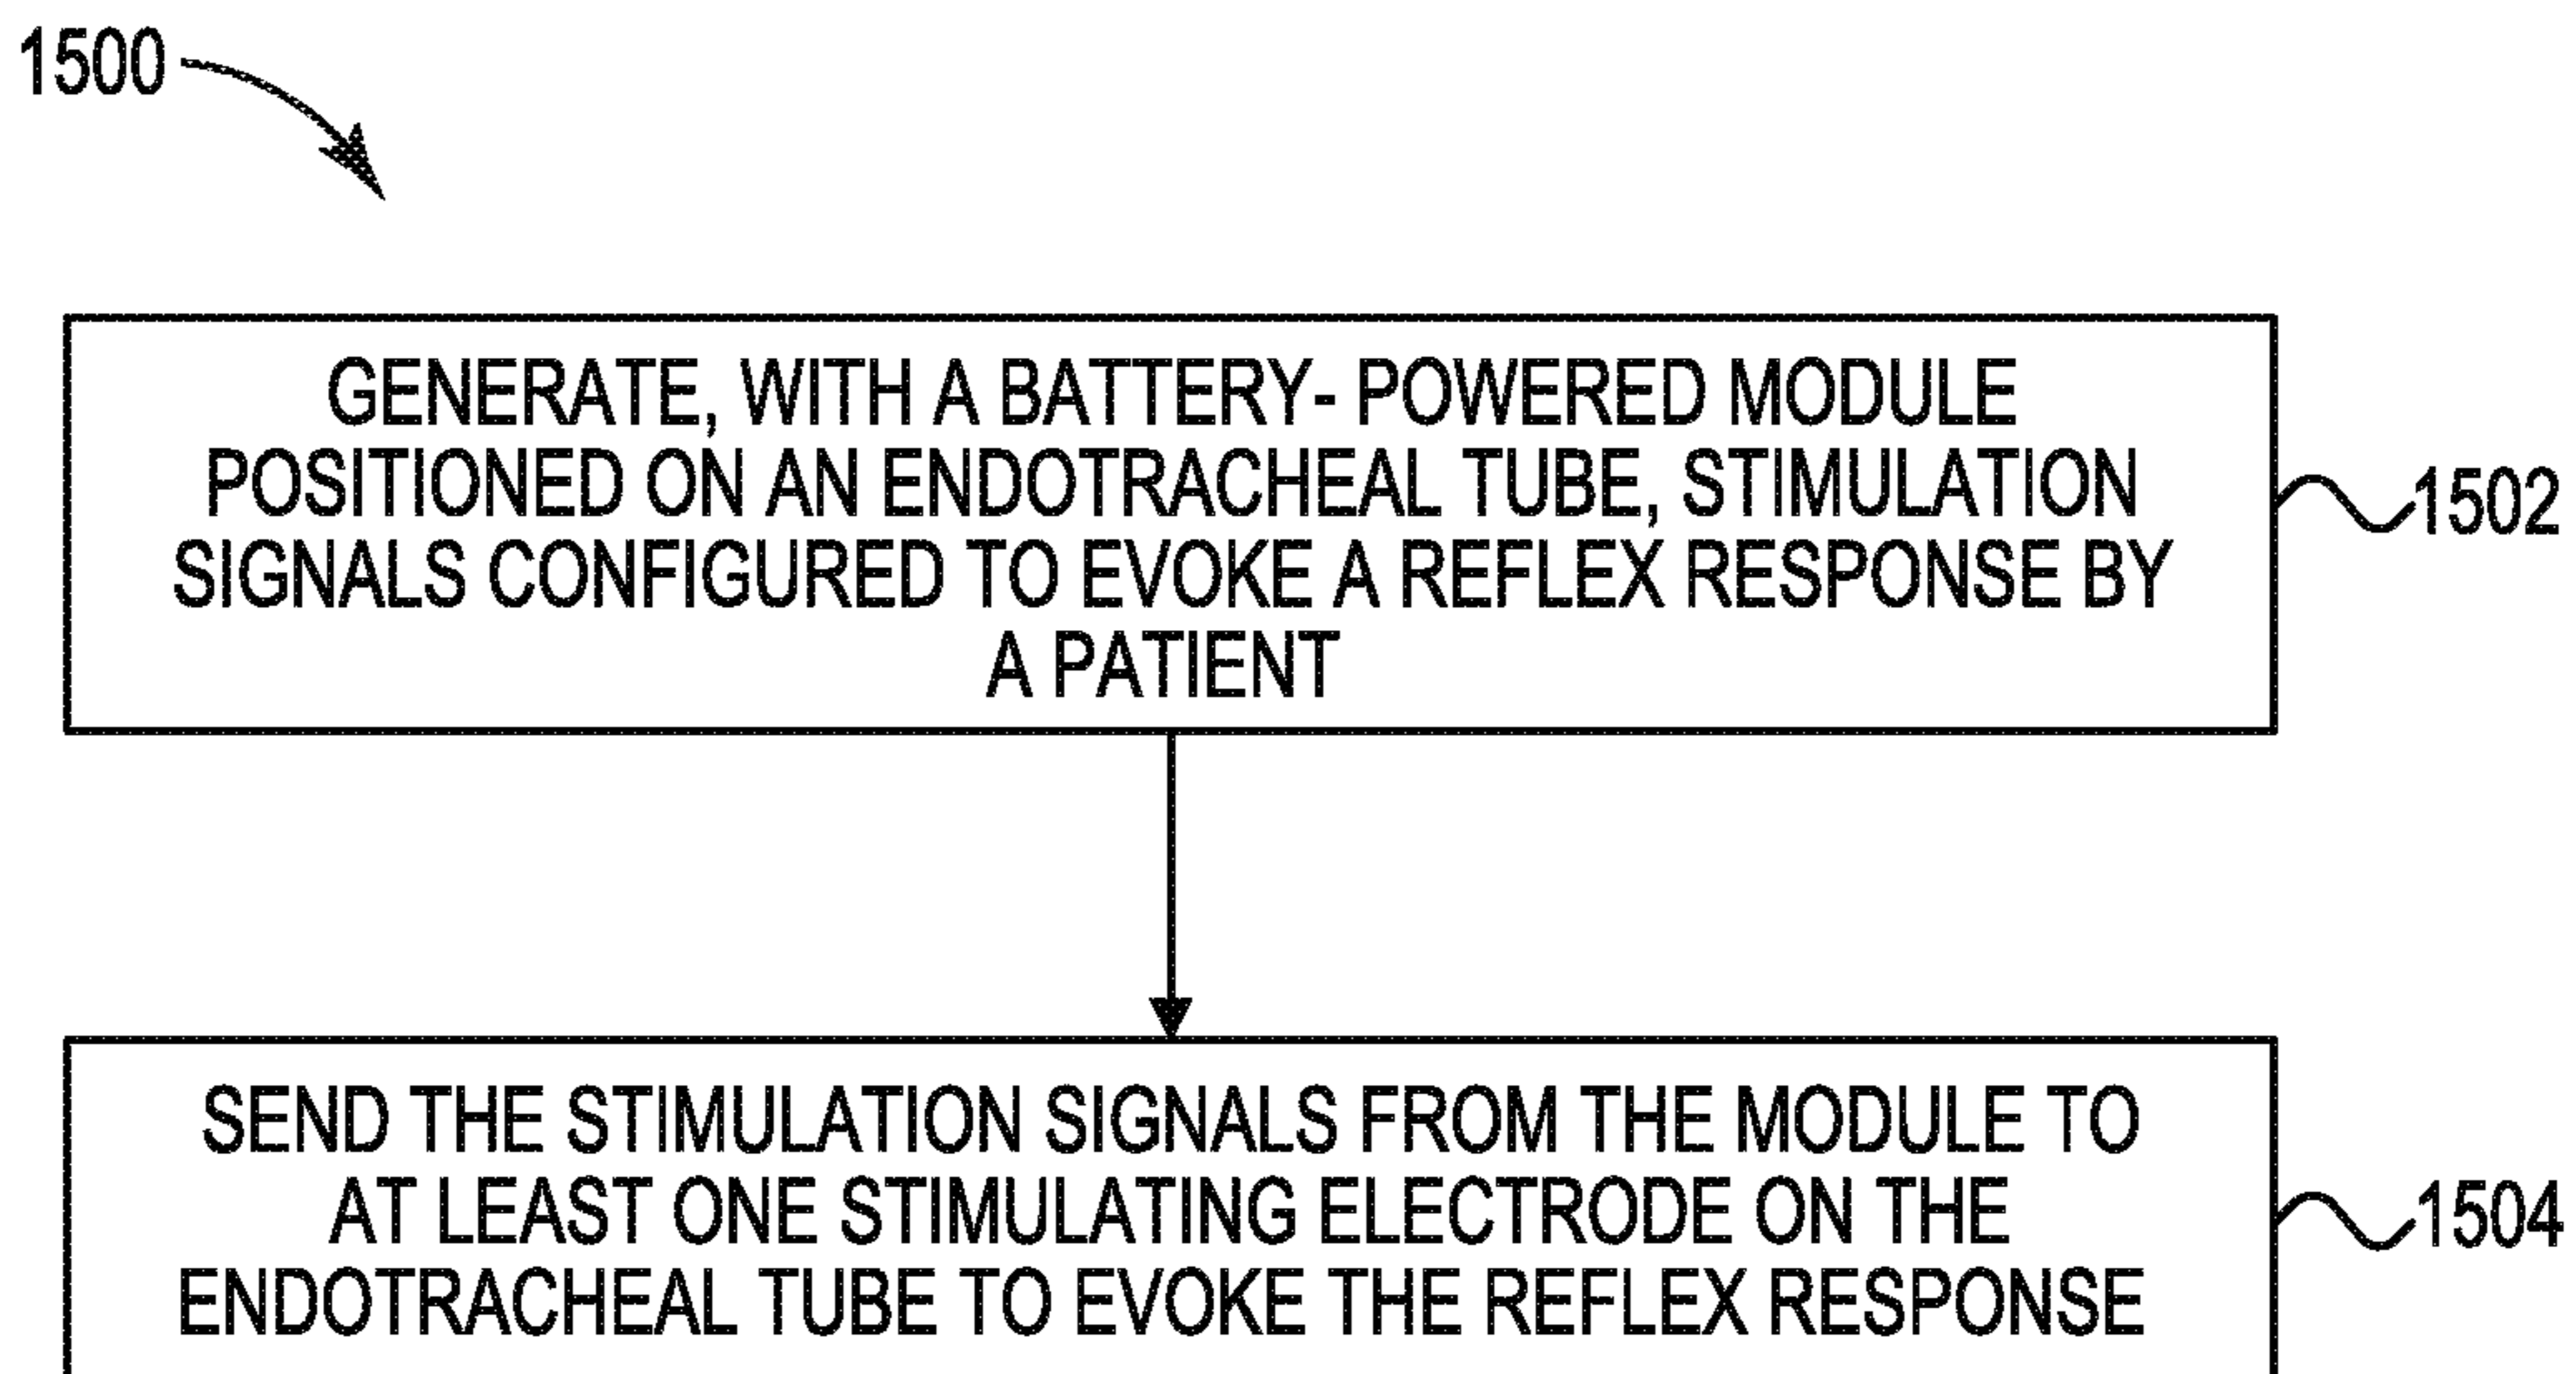 1500
GENERATE, WITH A BATTERY- POWERED MODULE
POSITIONED ON AN ENDOTRACHEAL TUBE, STIMULATION
SIGNALS CONFIGURED TO EVOKE A REFLEX RESPONSE BY
A PATIENT
1502
SEND THE STIMULATION SIGNALS FROM THE MODULE TO
AT LEAST ONE STIMULATING ELECTRODE ON THE
ENDOTRACHEAL TUBE TO EVOKE THE REFLEX RESPONSE
1504